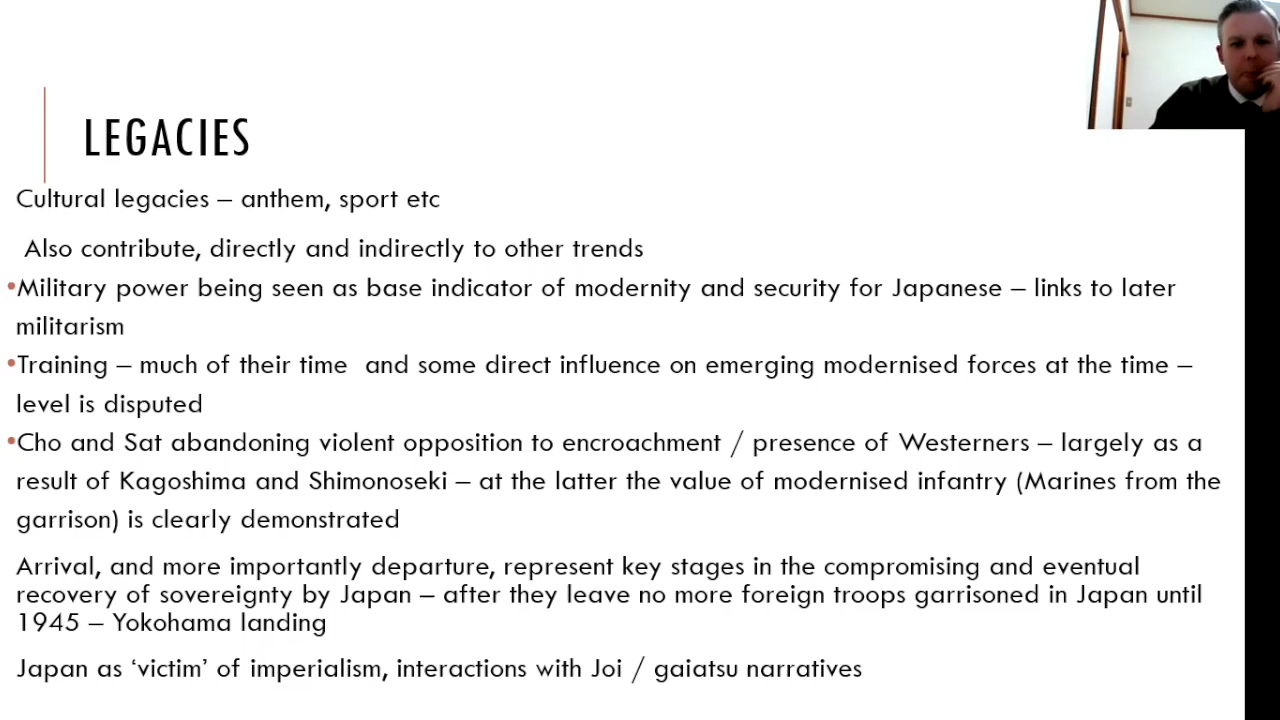 LEGACIES
Cultural legacies – anthem, sport etc
Also contribute, directly and indirectly to other trends
•Military power being seen as base indicator of modernity and security for Japanese – links to later
militarism
•Training – much of their time and some direct influence on emerging modernised forces at the time –
level is disputed
•Cho and Sat abandoning violent opposition to encroachment / presence of Westerners – largely as a
result of Kagoshima and Shimonoseki – at the latter the value of modernised infantry (Marines from the
garrison) is clearly demonstrated
Arrival, and more importantly departure, represent key stages in the compromising and eventual
recovery of sovereignty by Japan – after they leave no more foreign troops garrisoned in Japan until
1945 – Yokohama landing
Japan as ‘victim’ of imperialism, interactions with Joi / gaiatsu narratives